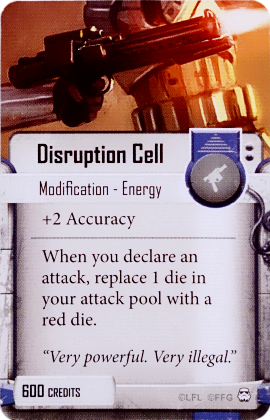 Disruption Cell
Modification - Energy
+2 Accuracy
When you declare an
attack, replace 1 die in
your attack pool with a
red die.
“Very powerful. Very illegal.”
600 CREDITS
©LFL ©FFG